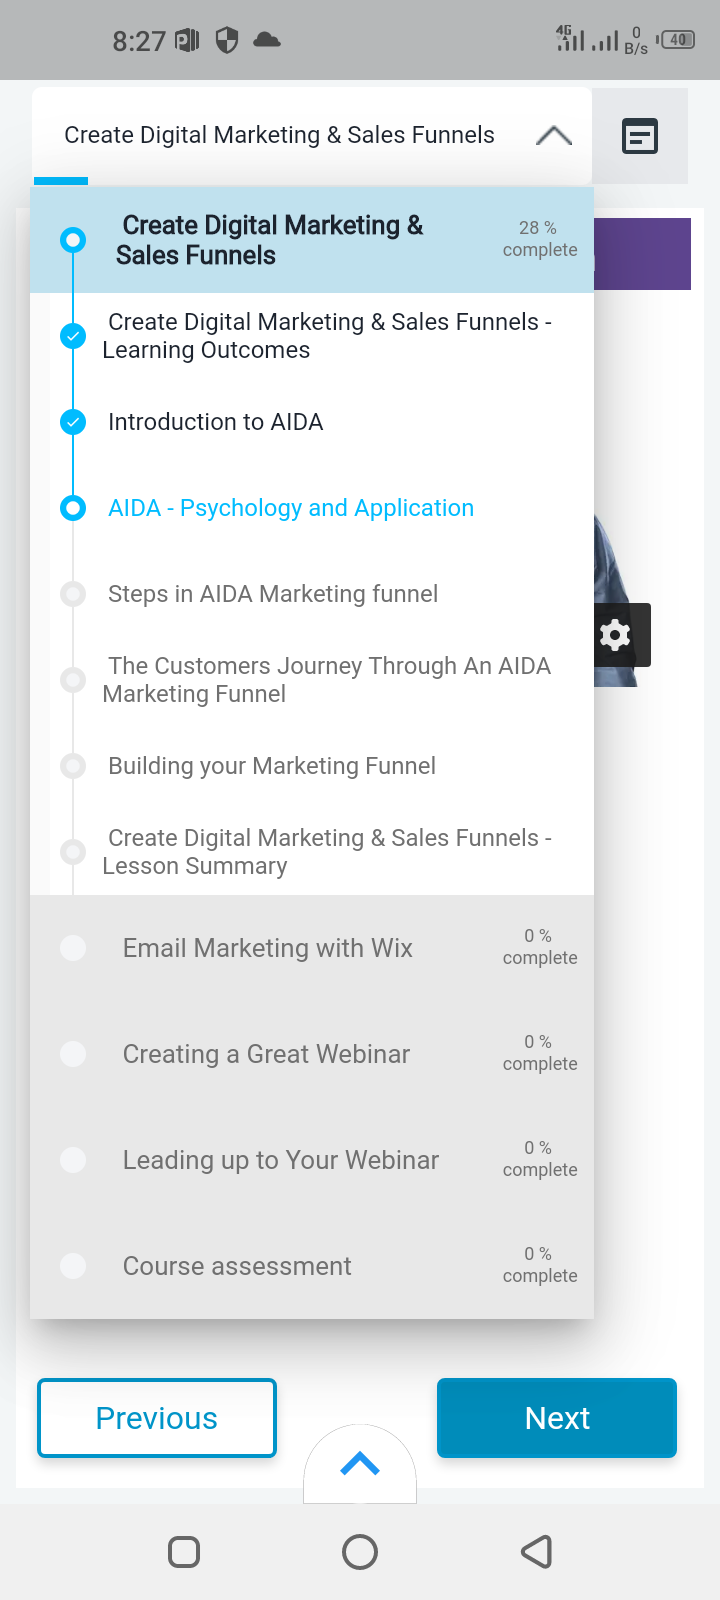 8:27
4G
0
B/s
40
Create Digital Marketing & Sales Funnels
Create Digital Marketing &
Sales Funnels
28 %
complete
Create Digital Marketing & Sales Funnels -
Learning Outcomes
Introduction to AIDA
AIDA - Psychology and Application
Steps in AIDA Marketing funnel
The Customers Journey Through An AIDA
Marketing Funnel
Building your Marketing Funnel
Create Digital Marketing & Sales Funnels -
Lesson Summary
Email Marketing with Wix
0 %
complete
Creating a Great Webinar
0 %
complete
Leading up to Your Webinar
0 %
complete
Course assessment
0 %
complete
Previous
Next